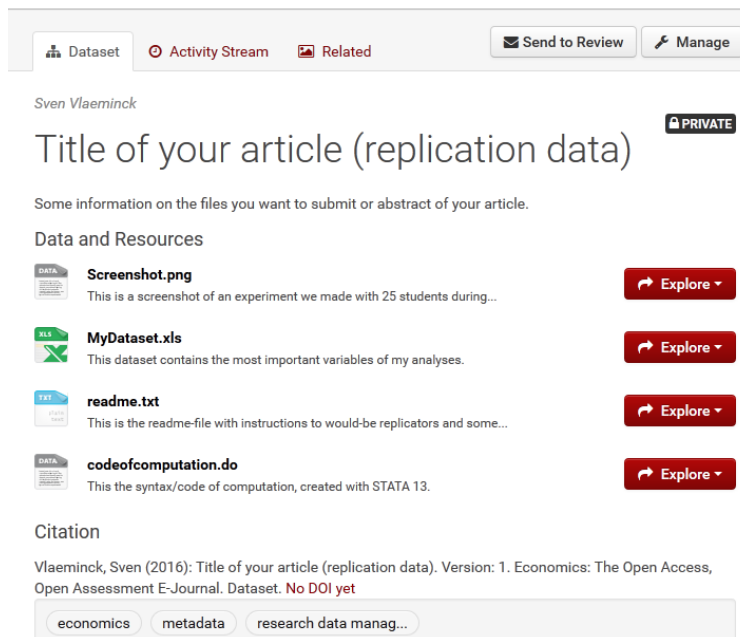 Dataset Activity Stream Related Send to Review Manage
Sven Vlaeminck
PRIVATE
Title of your article (replication data)
Some information on the files you want to submit or abstract of your article.
Data and Resources
DATA
Screenshot.png
This is a screenshot of an experiment we made with 25 students during...
Explore
XLS
MyDataset.xls
This dataset contains the most important variables of my analyses.
Explore
TXT
readme.txt
This is the readme-file with instructions to would-be replicators and some...
Explore
DATA
codeofcomputation.do
This the syntax/code of computation, created with STATA 13.
Explore
Citation
Vlaeminck, Sven (2016): Title of your article (replication data). Version: 1. Economics: The Open Access,
Open Assessment E-Journal. Dataset. No DOI yet
economics metadata research data manag...